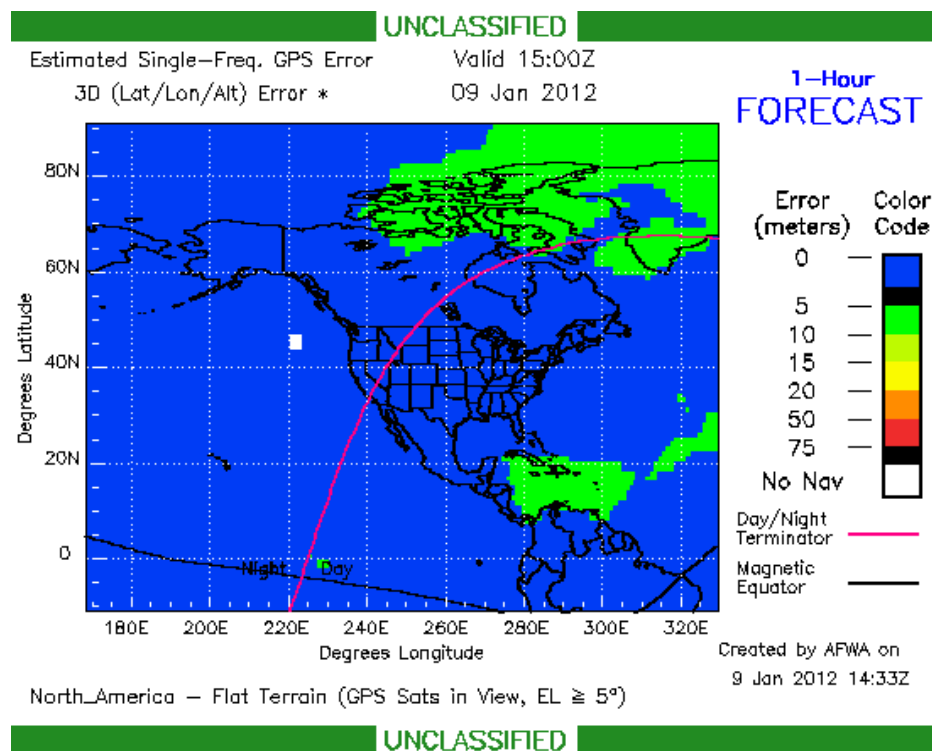 UNCLASSIFIED
Estimated Single-Freq. GPS Error
Valid 15:00Z
3D (Lat/Lon/Alt) Error *
09 Jan 2012
1-Hour
FORECAST
Error
(meters)
Color
Code
0
5
10
15
20
50
75
No Nav
Day/Night
Terminator
Magnetic
Equator
Degrees Latitude
80N
60N
40N
20N
0
Night
Day
180E
200E
220E
240E
260E
280E
300E
320E
Degrees Longitude
Created by AFWA on
9 Jan 2012 14:33Z
North_America - Flat Terrain (GPS Sats in View, EL ≧ 5°)
UNCLASSIFIED